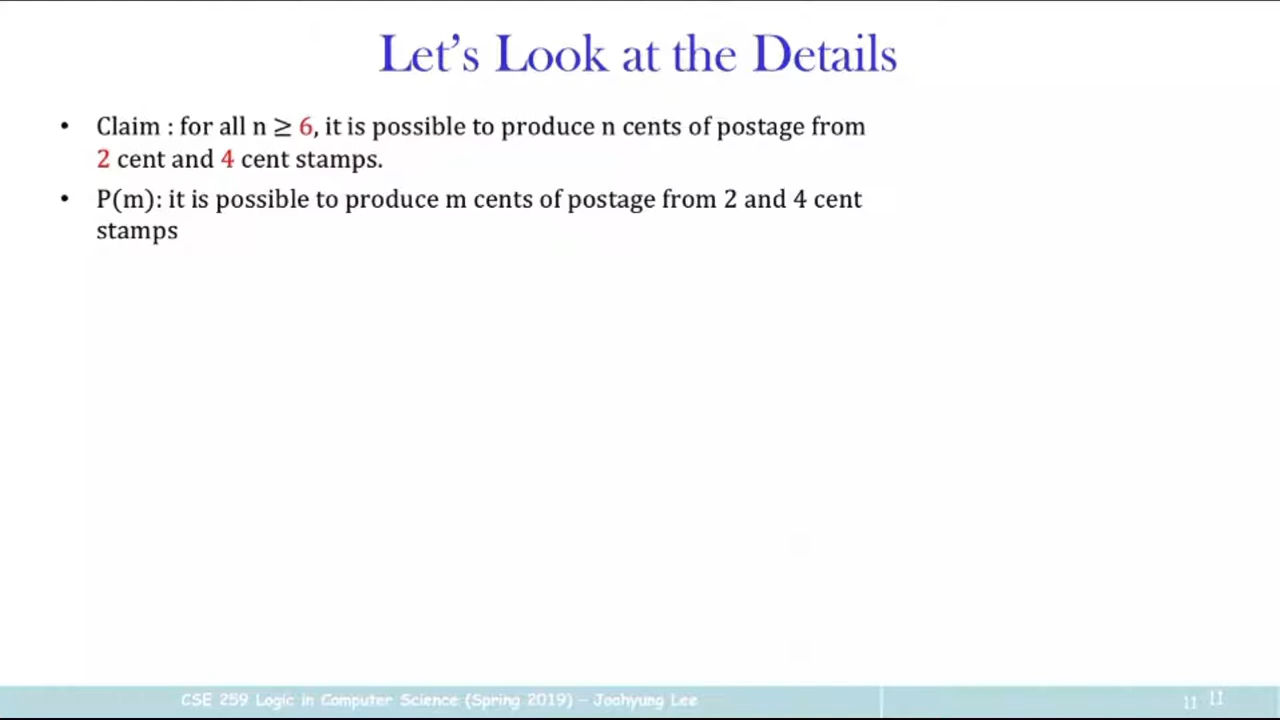 Let's Look at the Details
• Claim : for all n ≥ 6, it is possible to produce n cents of postage from
2 cent and 4 cent stamps.
• P(m): it is possible to produce m cents of postage from 2 and 4 cent
stamps
CSE 259 Logic in Computer Science (Spring 2019) – Joohyung Lee
11 11